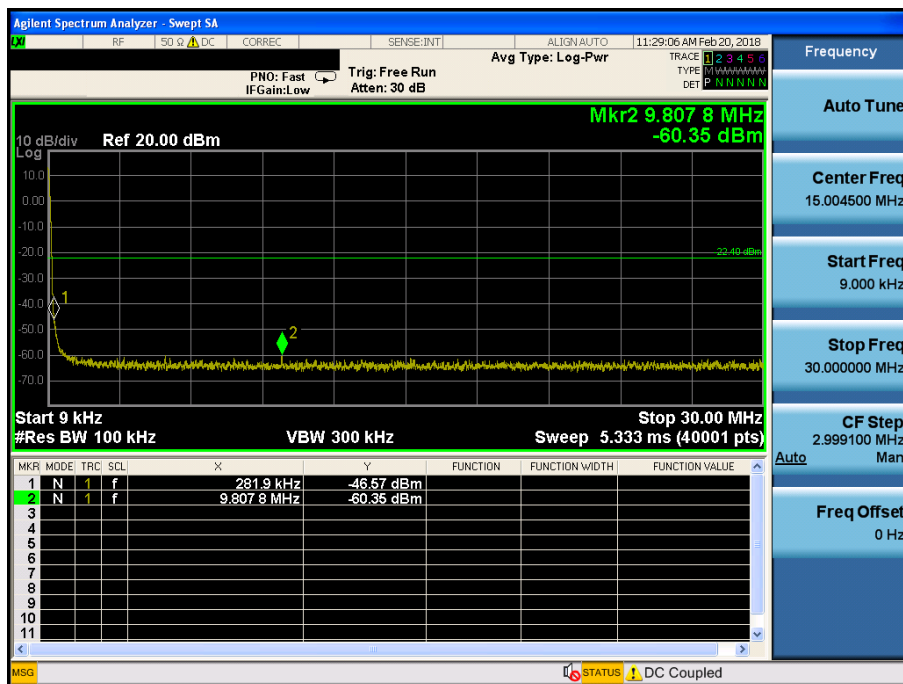 Agilent Spectrum Analyzer - Swept SA
LXI RF 50 Ω DC CORREC SENSE:INT ALIGN AUTO 11:29:06 AM Feb 20, 2018
Avg Type: Log-Pwr TRACE 1 2 3 4 5 6
PNO: Fast Trig: Free Run TYPE M W W W W W
IFGain:Low Atten: 30 dB DET P N N N N N
Mkr2 9.807 8 MHz
-60.35 dBm
10 dB/div Ref 20.00 dBm
Log
10.0
0.00
-10.0
-20.0
-22.40 dBm
-30.0
1
-40.0
-50.0
2
-60.0
-70.0
Start 9 kHz Stop 30.00 MHz
#Res BW 100 kHz VBW 300 kHz Sweep 5.333 ms (40001 pts)
MKR MODE TRC SCL X Y FUNCTION FUNCTION WIDTH FUNCTION VALUE
1 N 1 f 281.9 kHz -46.57 dBm
2 N 1 f 9.807 8 MHz -60.35 dBm
3
4
5
6
7
8
9
10
11
MSG STATUS DC Coupled
Frequency
Auto Tune
Center Freq
15.004500 MHz
Start Freq
9.000 kHz
Stop Freq
30.000000 MHz
CF Step
2.999100 MHz
Auto Man
Freq Offset
0 Hz